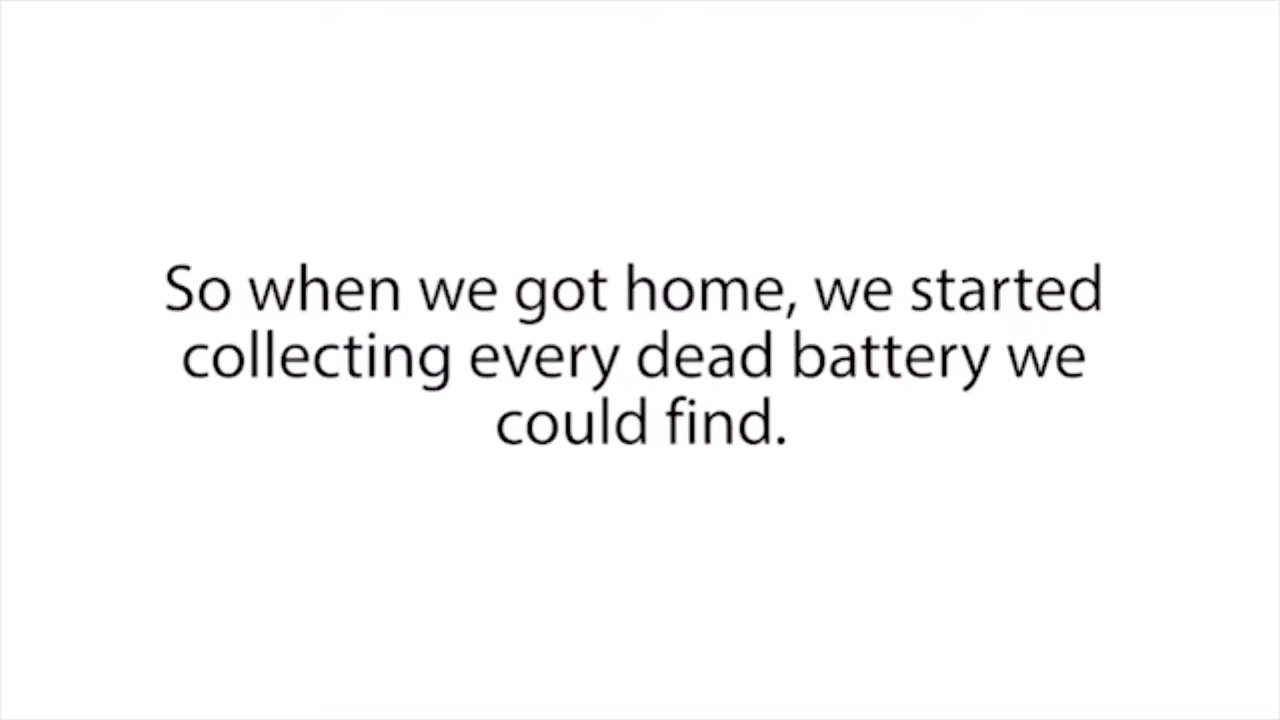 So when we got home, we started
collecting every dead battery we
could find.